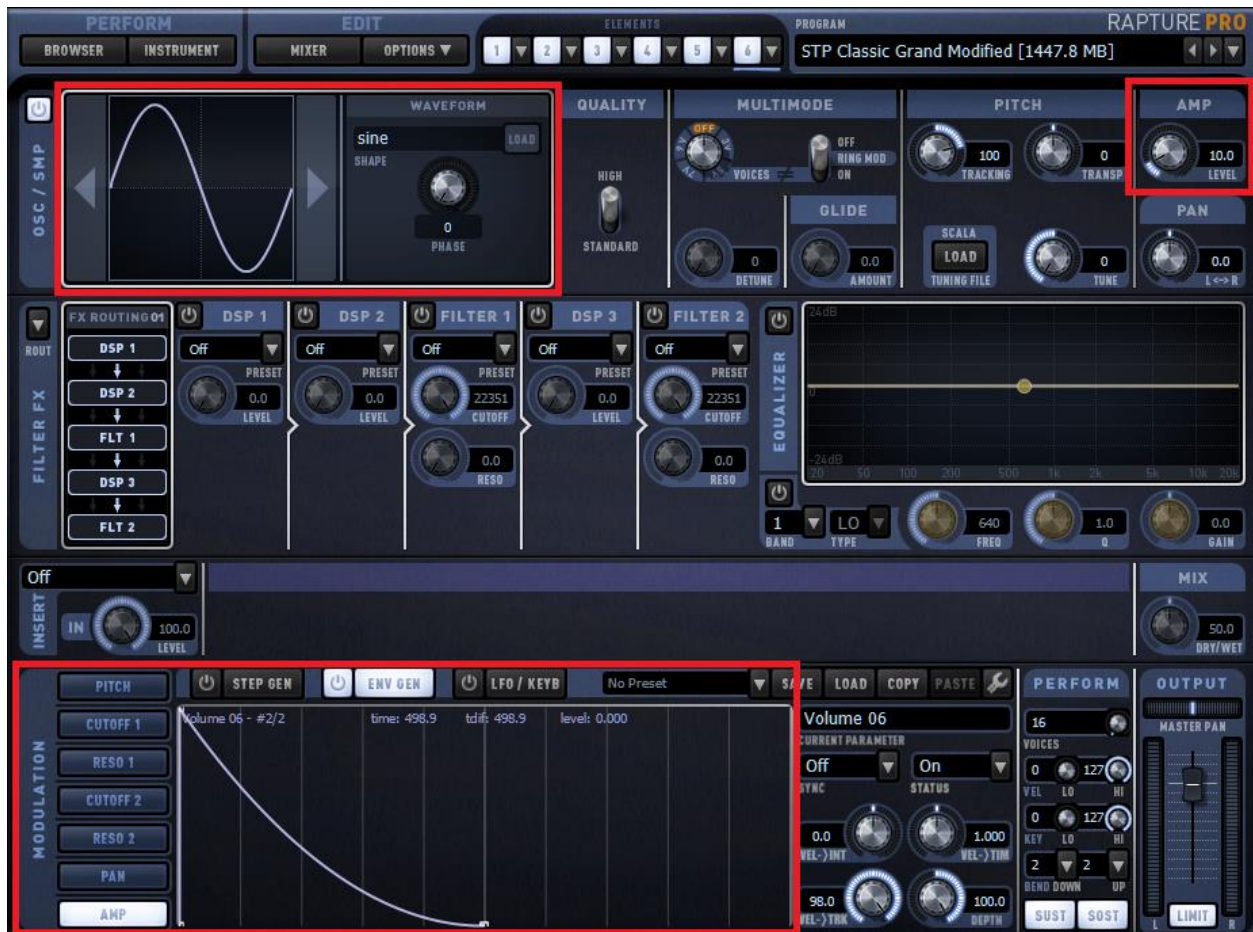 PERFORM
EDIT
ELEMENTS
PROGRAM
RAPTURE PRO
BROWSER
INSTRUMENT
MIXER
OPTIONS
1
2
3
4
5
6
STP Classic Grand Modified [1447.8 MB]
OSC / SMP
WAVEFORM
sine
LOAD
SHAPE
0
PHASE
QUALITY
HIGH
STANDARD
MULTIMODE
OFF
VOICES
OFF
RING MOD
ON
GLIDE
0
DETUNE
0.0
AMOUNT
PITCH
100
TRACKING
0
TRANSP
SCALA
LOAD
TUNING FILE
0
TUNE
AMP
10.0
LEVEL
PAN
0.0
L<->R
ROUT
FILTER FX
FX ROUTING 01
DSP 1
DSP 2
FLT 1
DSP 3
FLT 2
DSP 1
Off
PRESET
0.0
LEVEL
DSP 2
Off
PRESET
0.0
LEVEL
FILTER 1
Off
PRESET
22351
CUTOFF
0.0
RESO
DSP 3
Off
PRESET
0.0
LEVEL
FILTER 2
Off
PRESET
22351
CUTOFF
0.0
RESO
EQUALIZER
24dB
0
-24dB
20 50 100 200 500 1k 2k 5k 10k 20k
1
BAND
LO
TYPE
640
FREQ
1.0
Q
0.0
GAIN
Off
INSERT
IN
100.0
LEVEL
MIX
50.0
DRY/WET
MODULATION
PITCH
CUTOFF 1
RESO 1
CUTOFF 2
RESO 2
PAN
AMP
STEP GEN
ENV GEN
LFO / KEYB
No Preset
SAVE
LOAD
COPY
PASTE
Volume 06 - #2/2 time: 498.9 tdif: 498.9 level: 0.000
Volume 06
CURRENT PARAMETER
Off
SYNC
On
STATUS
0.0
VEL->INT
1.000
VEL->TIM
98.0
VEL->TRK
100.0
DEPTH
PERFORM
16
VOICES
0 127
VEL LO HI
0 127
KEY LO HI
2 2
BEND DOWN UP
SUST
SOST
OUTPUT
MASTER PAN
L
LIMIT
R